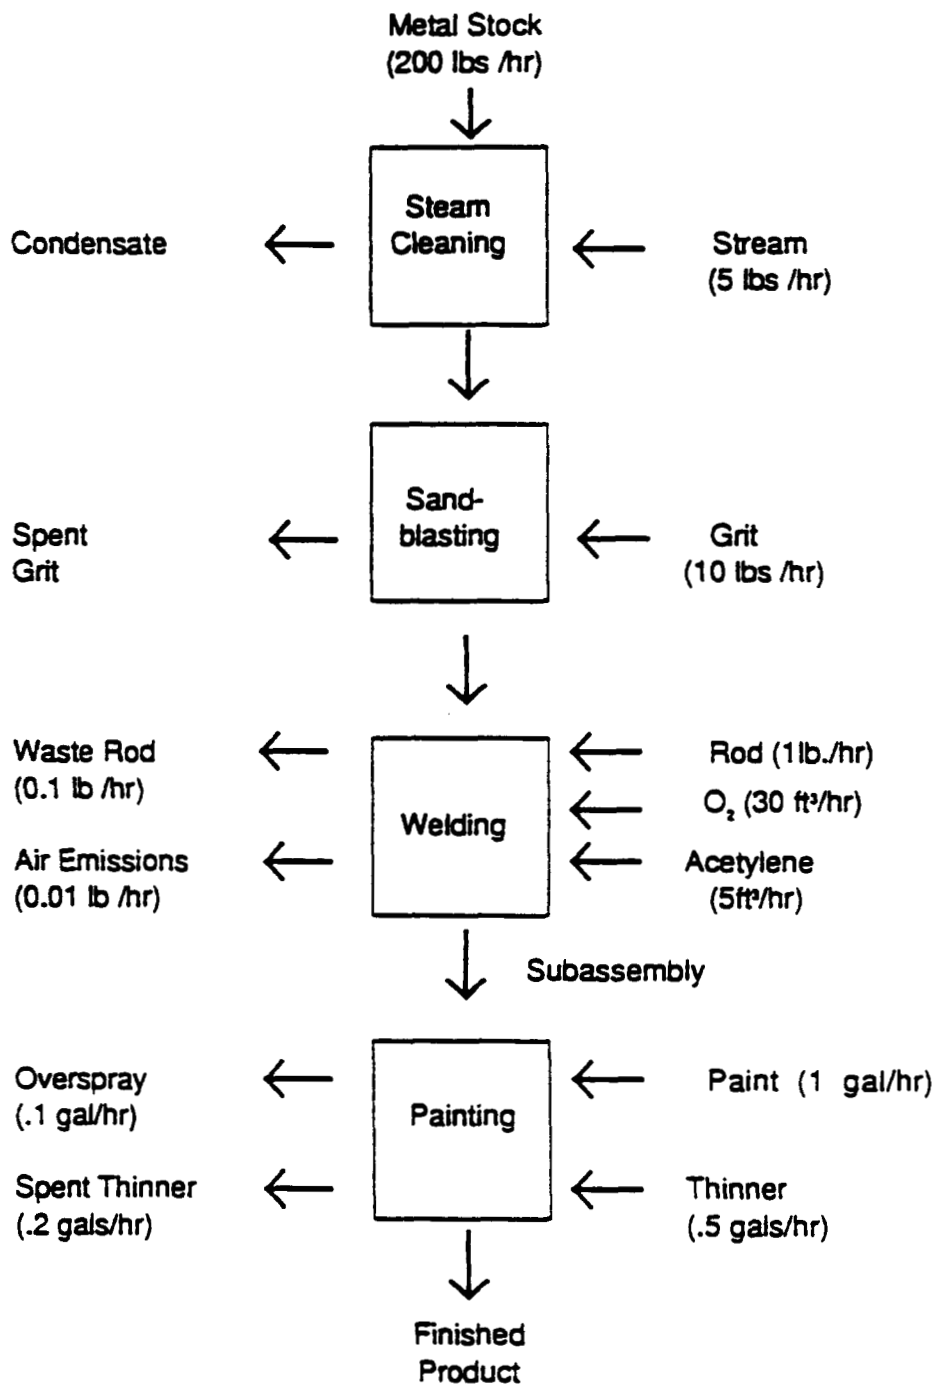 Metal Stock
(200 lbs /hr)
Steam
Cleaning
Condensate
Stream
(5 lbs /hr)
Sand-
blasting
Spent
Grit
Grit
(10 lbs /hr)
Waste Rod
(0.1 lb /hr)
Air Emissions
(0.01 lb /hr)
Welding
Rod (1lb./hr)
O₂ (30 ft³/hr)
Acetylene
(5ft³/hr)
Subassembly
Overspray
(.1 gal/hr)
Spent Thinner
(.2 gals/hr)
Painting
Paint (1 gal/hr)
Thinner
(.5 gals/hr)
Finished
Product